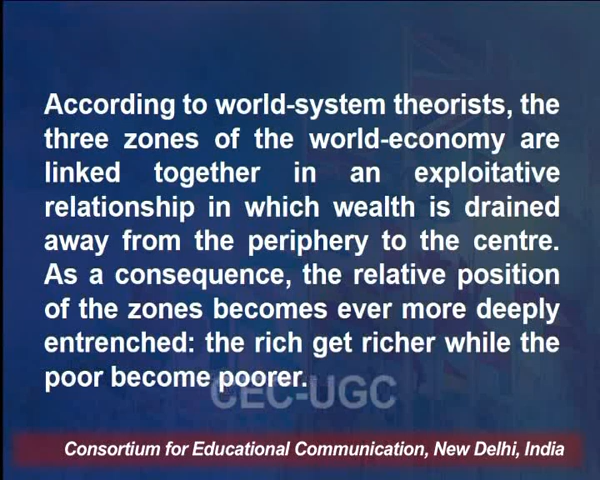 According to world-system theorists, the
three zones of the world-economy are
linked together in an exploitative
relationship in which wealth is drained
away from the periphery to the centre.
As a consequence, the relative position
of the zones becomes ever more deeply
entrenched: the rich get richer while the
poor become poorer.
CEC-UGC
Consortium for Educational Communication, New Delhi, India